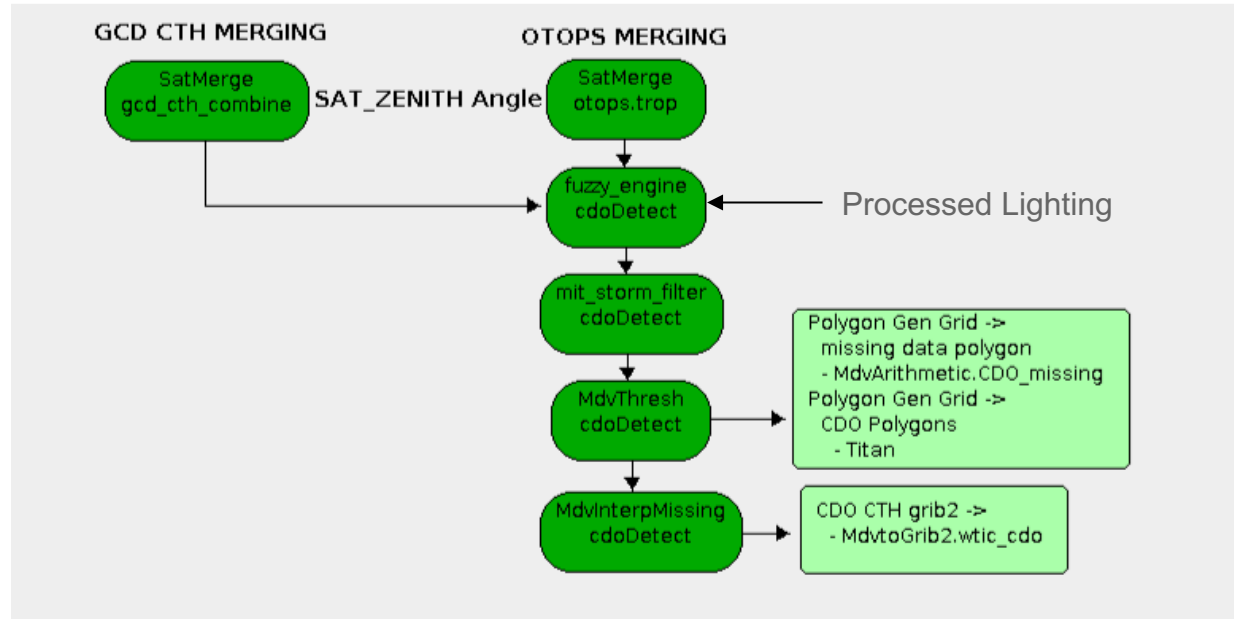 GCD CTH MERGING
OTOPS MERGING
SatMerge
gcd_cth_combine
SAT_ZENITH Angle
SatMerge
otops.trop
fuzzy_engine
cdoDetect
Processed Lighting
mit_storm_filter
cdoDetect
Polygon Gen Grid ->
missing data polygon
- MdvArithmetic.CDO_missing
Polygon Gen Grid ->
CDO Polygons
- Titan
MdvThresh
cdoDetect
MdvInterpMissing
cdoDetect
CDO CTH grib2 ->
- MdvtoGrib2.wtic_cdo